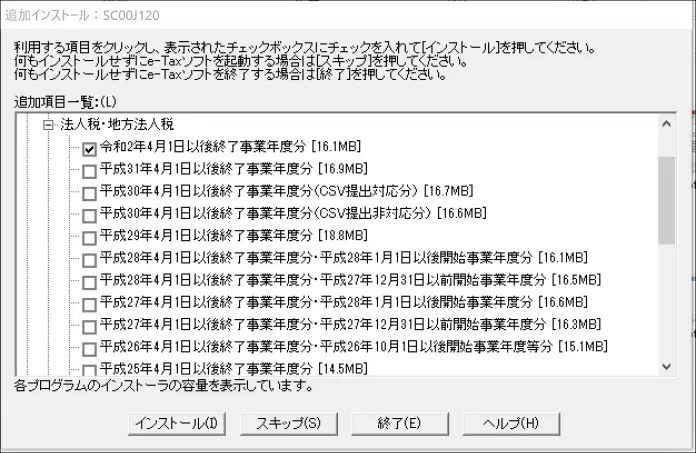 追加インストール：SC00J120
利用する項目をクリックし、表示されたチェックボックスにチェックを入れて[インストール]を押してください。
何もインストールせずにe-Taxソフトを起動する場合は[スキップ]を押してください。
何もインストールせずにe-Taxソフトを終了する場合は[終了]を押してください。
追加項目一覧:(L)
法人税・地方法人税
令和2年4月1日以後終了事業年度分 [16.1MB]
平成31年4月1日以後終了事業年度分 [16.9MB]
平成30年4月1日以後終了事業年度分(CSV提出対応分) [16.7MB]
平成30年4月1日以後終了事業年度分(CSV提出非対応分) [16.6MB]
平成29年4月1日以後終了事業年度分 [18.8MB]
平成28年4月1日以後終了事業年度分・平成28年1月1日以後開始事業年度分 [16.1MB]
平成28年4月1日以後終了事業年度分・平成27年12月31日以前開始事業年度分 [16.5MB]
平成27年4月1日以後終了事業年度分・平成28年1月1日以後開始事業年度分 [16.6MB]
平成27年4月1日以後終了事業年度分・平成27年12月31日以前開始事業年度分 [16.3MB]
平成26年4月1日以後終了事業年度分・平成26年10月1日以後開始事業年度等分 [15.1MB]
平成25年4月1日以後終了事業年度分 [14.5MB]
各プログラムのインストーラの容量を表示しています。
インストール(I) スキップ(S) 終了(E) ヘルプ(H)